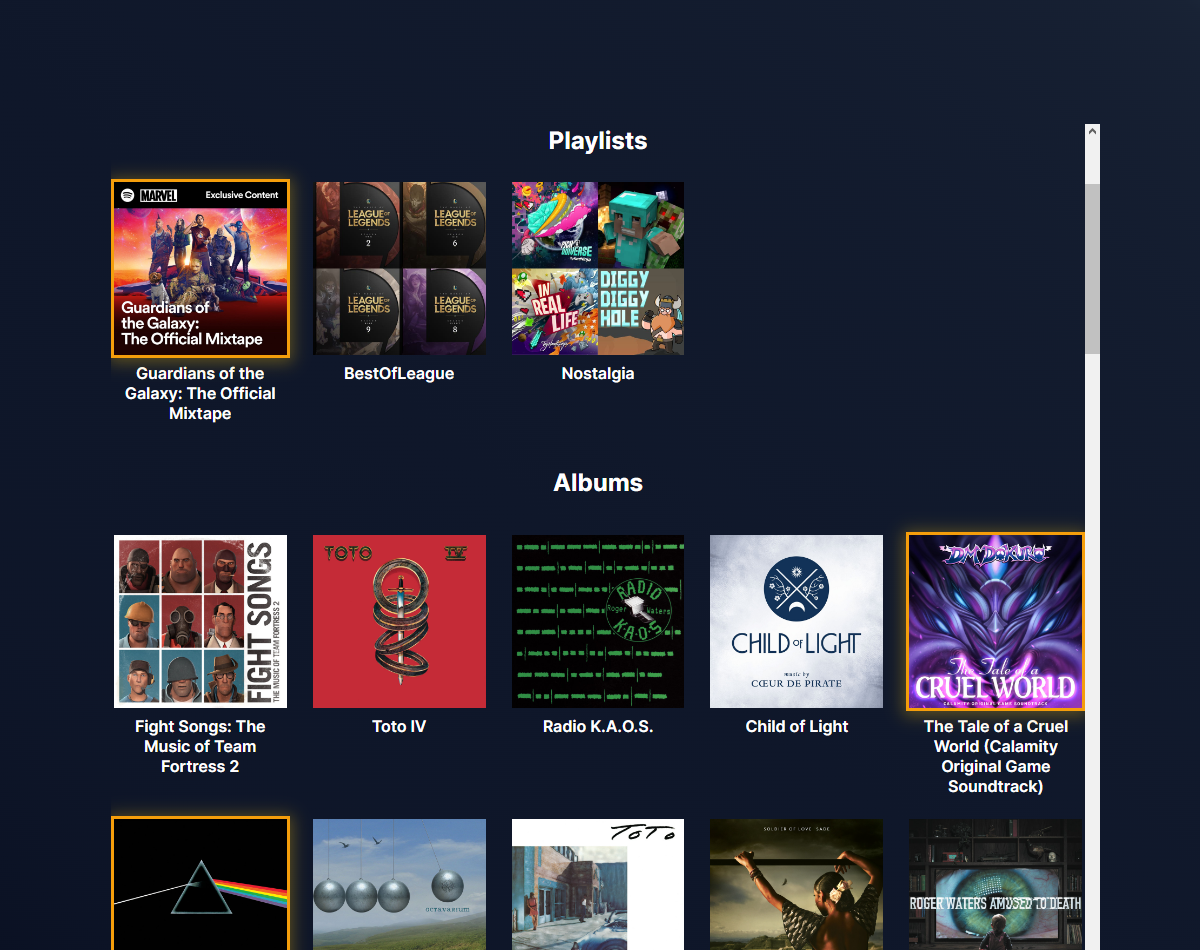 Playlists
MARVEL Exclusive Content
Guardians of
the Galaxy:
The Official Mixtape
LEAGUE OF
LEGENDS
2
LEAGUE OF
LEGENDS
6
LEAGUE OF
LEGENDS
9
LEAGUE OF
LEGENDS
8
IN
REAL
LIFE
DIGGY
DIGGY
HOLE
Guardians of the
Galaxy: The Official
Mixtape
BestOfLeague
Nostalgia
Albums
FIGHT SONGS
THE MUSIC OF TEAM FORTRESS 2
TOTO IV
RADIO
Roger Waters
K.A.O.S
CHILD OF LIGHT
music by
CŒUR DE PIRATE
DM DOKURO
The Tale of a
CRUEL WORLD
CALAMITY ORIGINAL GAME SOUNDTRACK
Fight Songs: The
Music of Team
Fortress 2
Toto IV
Radio K.A.O.S.
Child of Light
The Tale of a Cruel
World (Calamity
Original Game
Soundtrack)
octavarium
TOTO
SOLDIER OF LOVE SADE
ROGER WATERS AMUSED TO DEATH